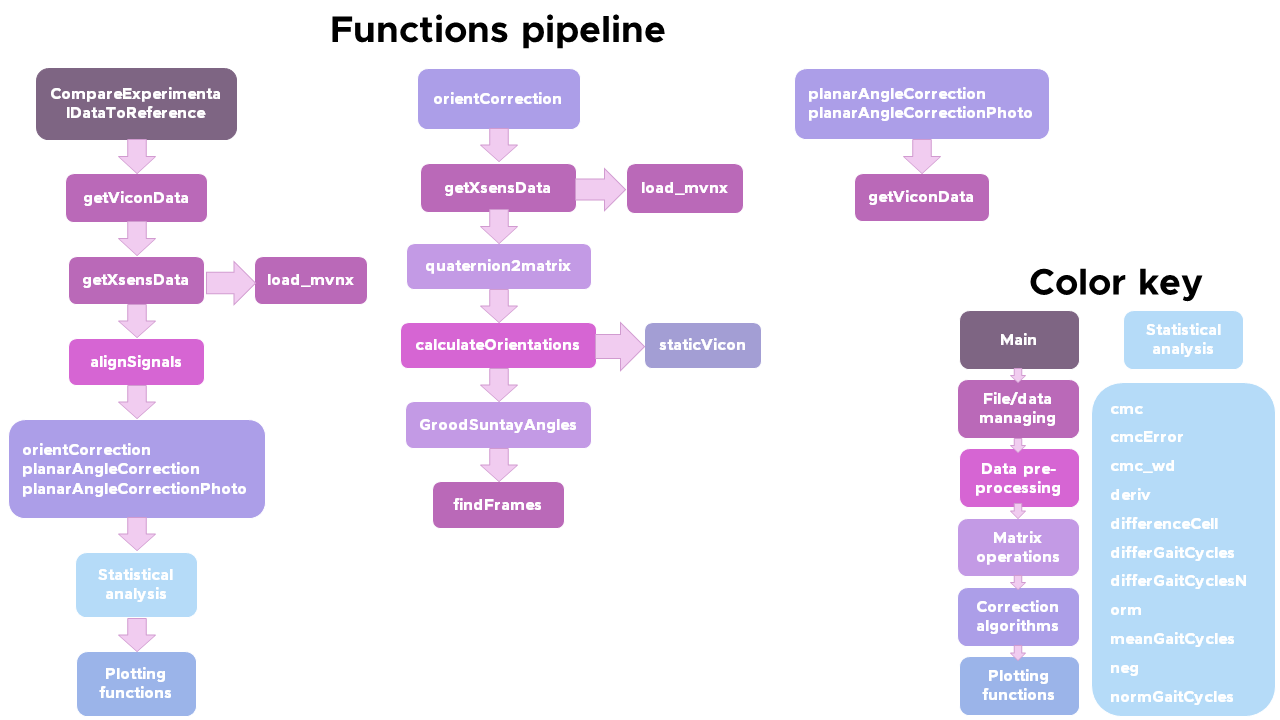 Functions pipeline
CompareExperimenta
lDataToReference
getViconData
getXsensData
load_mvnx
alignSignals
orientCorrection
planarAngleCorrection
planarAngleCorrectionPhoto
Statistical
analysis
Plotting
functions
orientCorrection
getXsensData
load_mvnx
quaternion2matrix
calculateOrientations
staticVicon
GroodSuntayAngles
findFrames
planarAngleCorrection
planarAngleCorrectionPhoto
getViconData
Color key
Main
File/data
managing
Data pre-
processing
Matrix
operations
Correction
algorithms
Plotting
functions
Statistical
analysis
cmc
cmcError
cmc_wd
deriv
differenceCell
differGaitCycles
differGaitCyclesN
orm
meanGaitCycles
neg
normGaitCycles